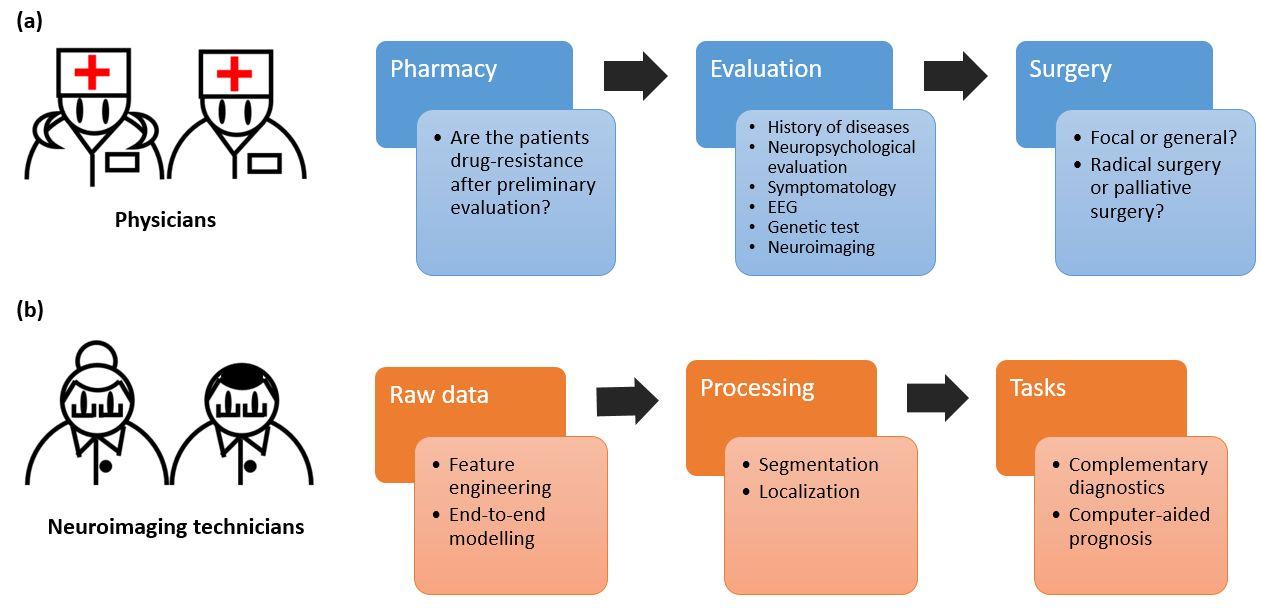 (a)
Physicians
Pharmacy
• Are the patients
drug-resistance
after preliminary
evaluation?
Evaluation
• History of diseases
• Neuropsychological
evaluation
• Symptomatology
• EEG
• Genetic test
• Neuroimaging
Surgery
• Focal or general?
• Radical surgery
or palliative
surgery?
(b)
Neuroimaging technicians
Raw data
• Feature
engineering
• End-to-end
modelling
Processing
• Segmentation
• Localization
Tasks
• Complementary
diagnostics
• Computer-aided
prognosis